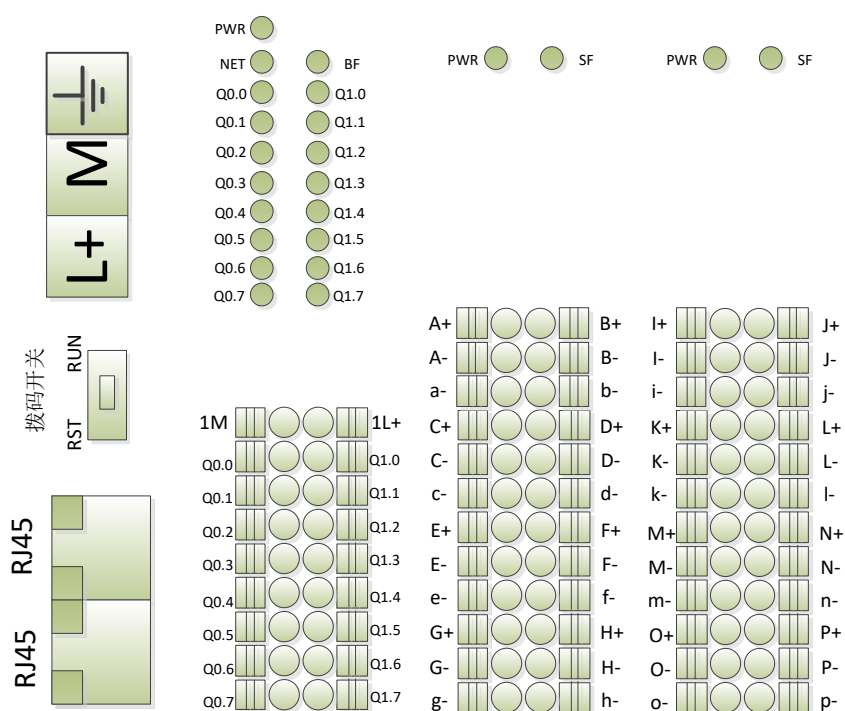 M
L+
拨码开关
RUN
RST
RJ45
RJ45
PWR
NET BF
Q0.0 Q1.0
Q0.1 Q1.1
Q0.2 Q1.2
Q0.3 Q1.3
Q0.4 Q1.4
Q0.5 Q1.5
Q0.6 Q1.6
Q0.7 Q1.7
1M 1L+
Q0.0 Q1.0
Q0.1 Q1.1
Q0.2 Q1.2
Q0.3 Q1.3
Q0.4 Q1.4
Q0.5 Q1.5
Q0.6 Q1.6
Q0.7 Q1.7
PWR SF
A+ B+
A- B-
a- b-
C+ D+
C- D-
c- d-
E+ F+
E- F-
e- f-
G+ H+
G- H-
g- h-
PWR SF
I+ J+
I- J-
i- j-
K+ L+
K- L-
k- l-
M+ N+
M- N-
m- n-
O+ P+
O- P-
o- p-